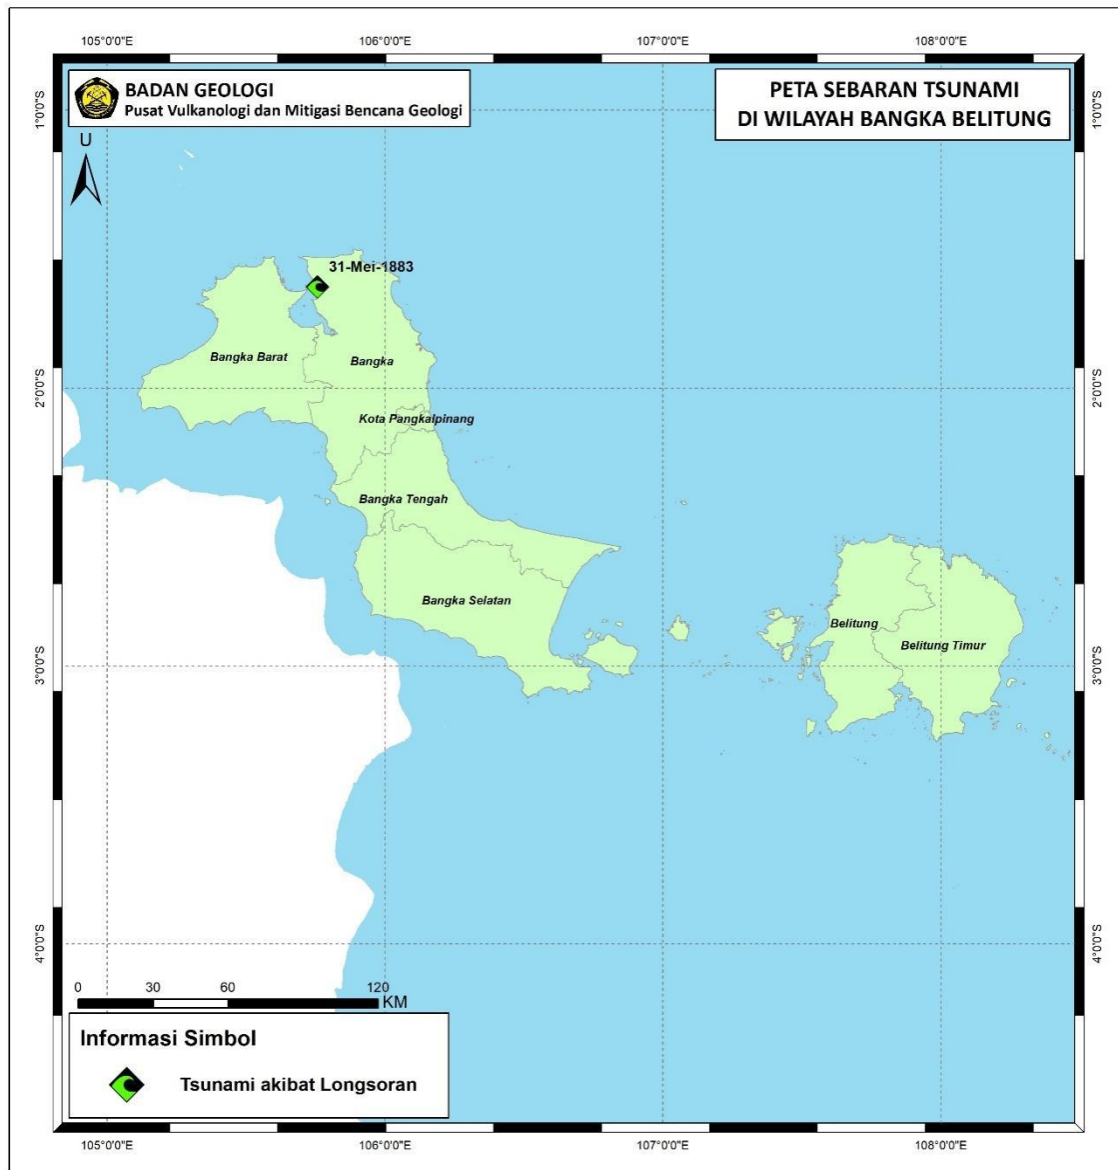 105°0'0"E 106°0'0"E 107°0'0"E 108°0'0"E
BADAN GEOLOGI
Pusat Vulkanologi dan Mitigasi Bencana Geologi
PETA SEBARAN TSUNAMI
DI WILAYAH BANGKA BELITUNG
1°0'0"S
1°0'0"S
U
31-Mei-1883
Bangka Barat
Bangka
2°0'0"S
2°0'0"S
Kota Pangkalpinang
Bangka Tengah
Bangka Selatan
Belitung
Belitung Timur
3°0'0"S
3°0'0"S
4°0'0"S
4°0'0"S
0 30 60 120
KM
Informasi Simbol
Tsunami akibat Longsoran
105°0'0"E 106°0'0"E 107°0'0"E 108°0'0"E